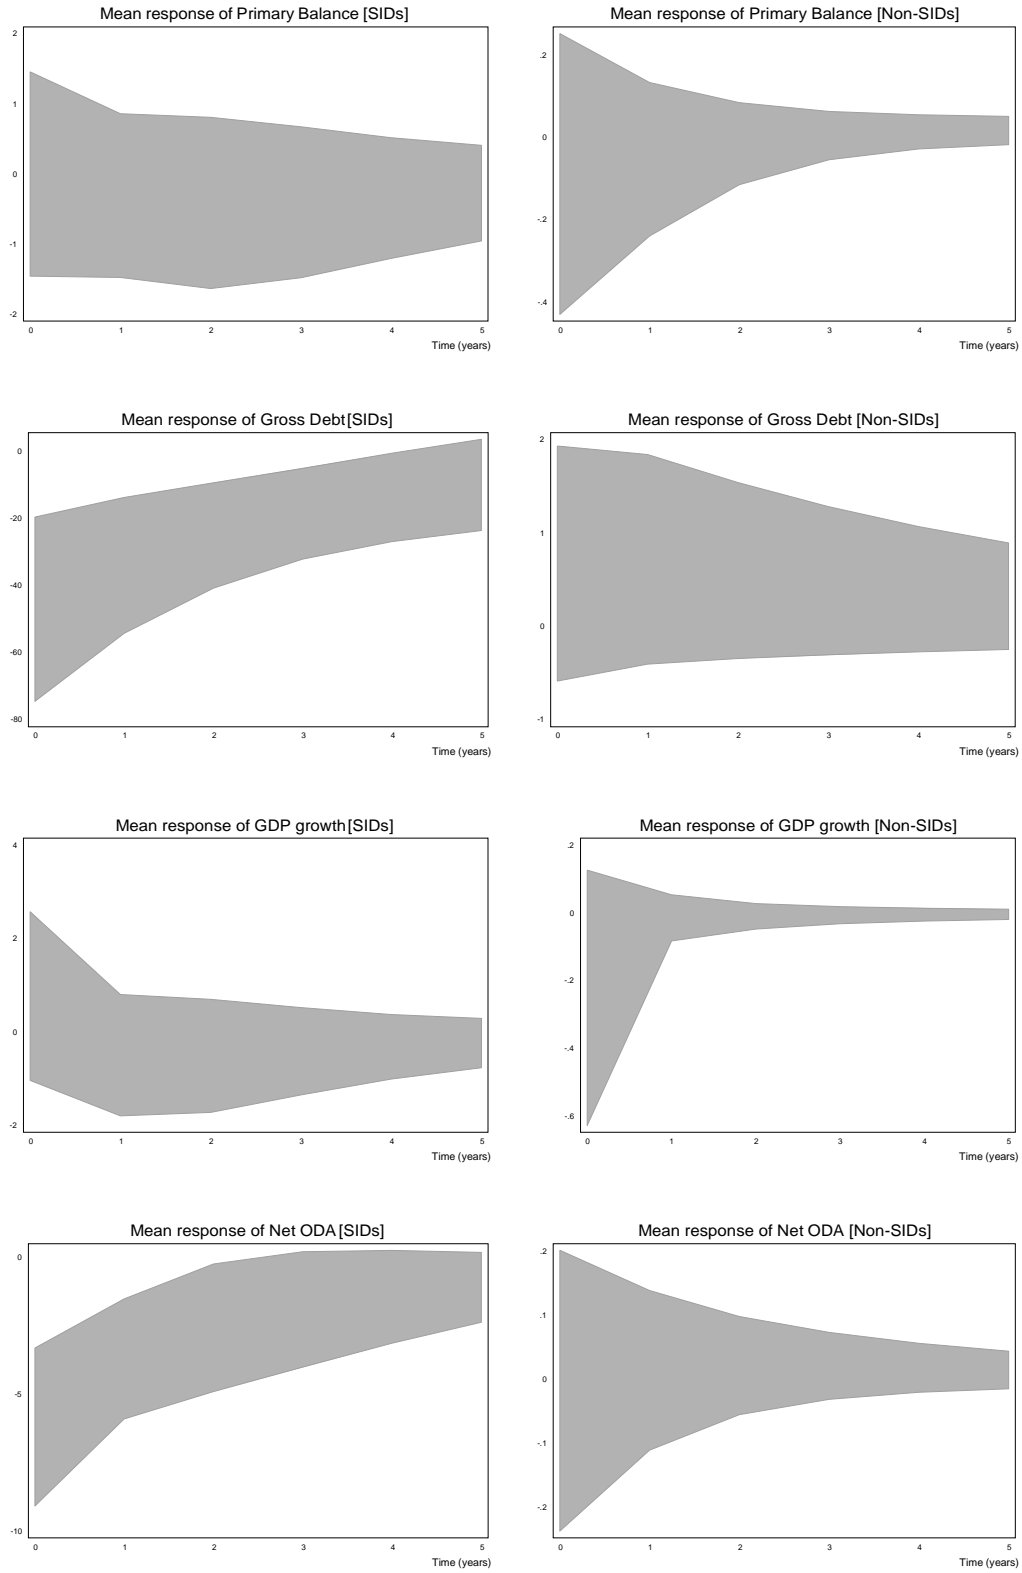 Mean response of Primary Balance [SIDs]
2
1
0
-1
-2
0 1 2 3 4 5
Time (years)
Mean response of Primary Balance [Non-SIDs]
.2
0
-.2
-.4
0 1 2 3 4 5
Time (years)
Mean response of Gross Debt [SIDs]
0
-20
-40
-60
-80
0 1 2 3 4 5
Time (years)
Mean response of Gross Debt [Non-SIDs]
2
1
0
-1
0 1 2 3 4 5
Time (years)
Mean response of GDP growth [SIDs]
4
2
0
-2
0 1 2 3 4 5
Time (years)
Mean response of GDP growth [Non-SIDs]
.2
0
-.2
-.4
-.6
0 1 2 3 4 5
Time (years)
Mean response of Net ODA [SIDs]
0
-5
-10
0 1 2 3 4 5
Time (years)
Mean response of Net ODA [Non-SIDs]
.2
.1
0
-.1
-.2
0 1 2 3 4 5
Time (years)